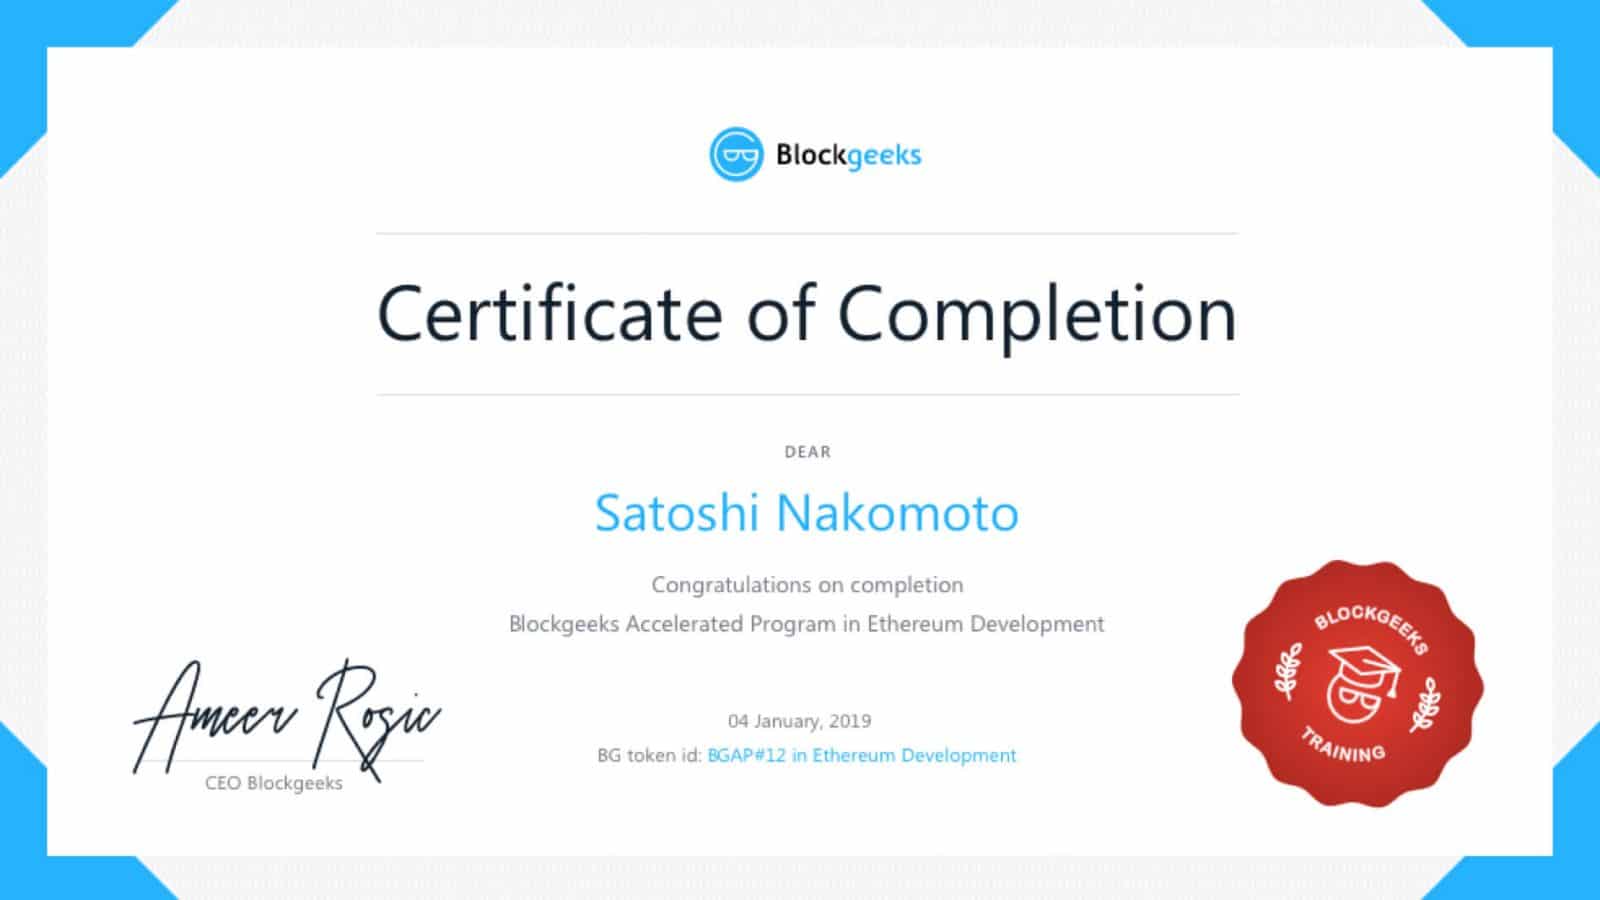 Blockgeeks
Certificate of Completion
DEAR
Satoshi Nakomoto
Congratulations on completion
Blockgeeks Accelerated Program in Ethereum Development
Ameer Rosic
CEO Blockgeeks
04 January, 2019
BG token id: BGAP#12 in Ethereum Development
BLOCKGEEKS
TRAINING